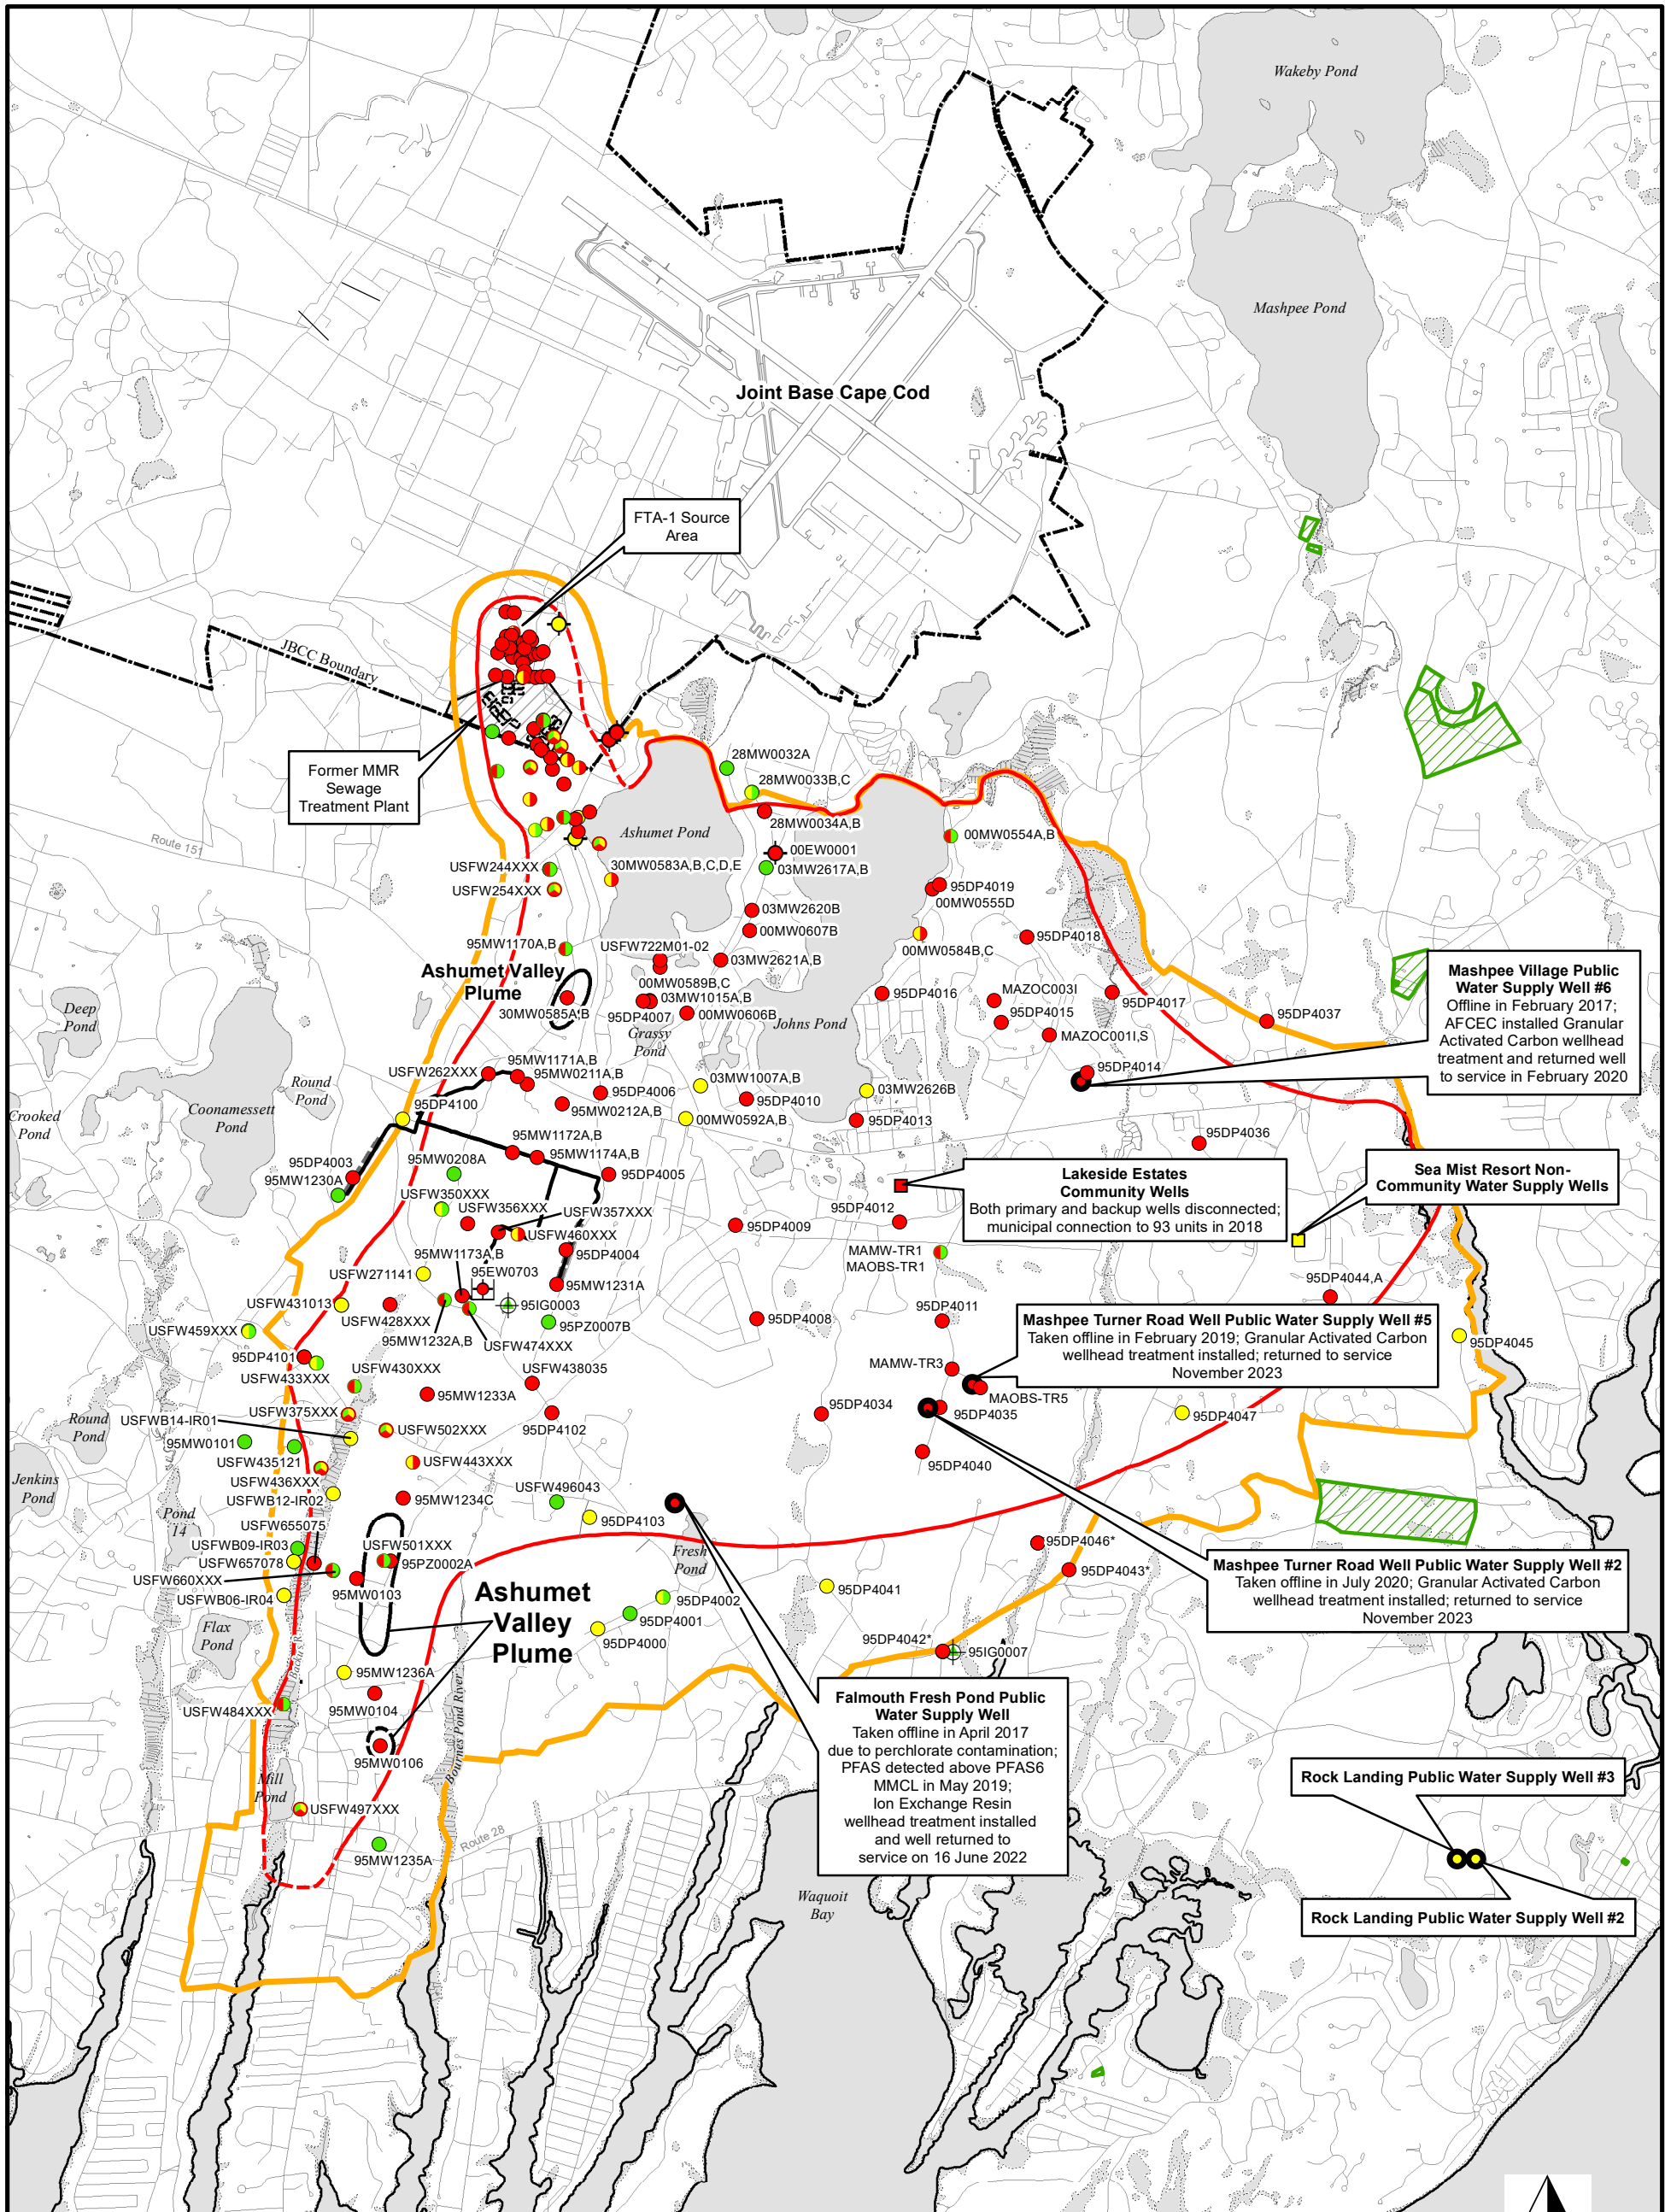 Wakeby Pond
Mashpee Pond
Joint Base Cape Cod
FTA-1 Source
Area
JBCC Boundary
Former MMR
Sewage
Treatment Plant
Route 151
28MW0032A
28MW0033B,C
Ashumet Pond
28MW0034A,B
00MW0554A,B
00EW0001
30MW0583A,B,C,D,E
03MW2617A,B
USFW244XXX
USFW254XXX
95DP4019
00MW0555D
03MW2620B
00MW0607B
95MW1170A,B
USFW722M01-02
00MW0584B,C
95DP4018
03MW2621A,B
Ashumet Valley
Plume
00MW0589B,C
03MW1015A,B
30MW0585A,B
95DP4007
00MW0606B
Grassy
Pond
Johns Pond
95DP4016
MAZOC003I
95DP4015
95DP4017
MAZOC001I,S
95DP4037
Mashpee Village Public
Water Supply Well #6
Offline in February 2017;
AFCEC installed Granular
Activated Carbon wellhead
treatment and returned well
to service in February 2020
Deep
Pond
Round
Pond
Coonamessett
Pond
Crooked
Pond
95MW1171A,B
USFW262XXX
95MW0211A,B
95DP4006
95MW0212A,B
95DP4100
03MW1007A,B
95DP4010
00MW0592A,B
03MW2626B
95DP4013
95DP4014
95DP4036
95MW1172A,B
95MW1174A,B
95DP4003
95MW0208A
95MW1230A
95DP4005
USFW350XXX
USFW356XXX
USFW357XXX
USFW460XXX
95DP4009
95DP4012
Lakeside Estates
Community Wells
Both primary and backup wells disconnected;
municipal connection to 93 units in 2018
Sea Mist Resort Non-
Community Water Supply Wells
95MW1173A,B
95DP4004
MAMW-TR1
MAOBS-TR1
USFW271141
95EW0703
95MW1231A
95DP4044,A
USFW431013
95IG0003
USFW428XXX
95PZ0007B
95DP4008
95DP4011
USFW459XXX
95MW1232A,B
USFW474XXX
Mashpee Turner Road Well Public Water Supply Well #5
Taken offline in February 2019; Granular Activated Carbon
wellhead treatment installed; returned to service
November 2023
95DP4045
95DP4101
USFW433XXX
USFW430XXX
USFW438035
MAMW-TR3
MAOBS-TR5
95MW1233A
USFW375XXX
95DP4034
95DP4035
95DP4047
USFWB14-IR01
Round
Pond
USFW502XXX
95DP4102
95MW0101
USFW435121
USFW443XXX
95DP4040
USFW436XXX
Jenkins
Pond
USFWB12-IR02
95MW1234C
USFW496043
95DP4103
Pond
14
USFW655075
USFWB09-IR03
USFW501XXX
USFW657078
95PZ0002A
USFW660XXX
95MW0103
Fresh
Pond
95DP4046*
95DP4043*
Mashpee Turner Road Well Public Water Supply Well #2
Taken offline in July 2020; Granular Activated Carbon
wellhead treatment installed; returned to service
November 2023
USFWB06-IR04
Ashumet
Valley
Plume
95DP4041
95DP4002
95DP4001
95DP4000
Flax
Pond
Backus R.
95DP4042*
95IG0007
95MW1236A
USFW484XXX
95MW0104
Bournes Pond River
95MW0106
Mill
Pond
Falmouth Fresh Pond Public
Water Supply Well
Taken offline in April 2017
due to perchlorate contamination;
PFAS detected above PFAS6
MMCL in May 2019;
Ion Exchange Resin
wellhead treatment installed
and well returned to
service on 16 June 2022
USFW497XXX
95MW1235A
Route 28
Rock Landing Public Water Supply Well #3
Rock Landing Public Water Supply Well #2
Waquoit
Bay